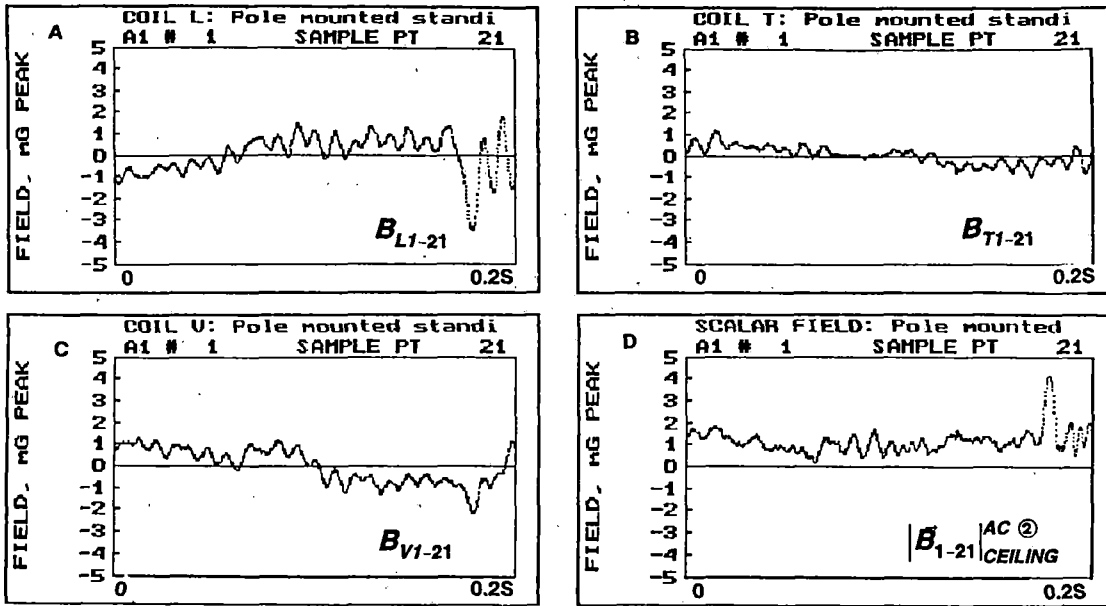 A
COIL L: Pole mounted standi
A1 # 1 SAMPLE PT 21
FIELD, mG PEAK
5
4
3
2
1
0
-1
-2
-3
-4
-5
B L1-21
0 0.2S
B
COIL T: Pole mounted standi
A1 # 1 SAMPLE PT 21
FIELD, mG PEAK
5
4
3
2
1
0
-1
-2
-3
-4
-5
B T1-21
0 0.2S
C
COIL V: Pole mounted standi
A1 # 1 SAMPLE PT 21
FIELD, mG PEAK
5
4
3
2
1
0
-1
-2
-3
-4
-5
B V1-21
0 0.2S
D
SCALAR FIELD: Pole mounted
A1 # 1 SAMPLE PT 21
FIELD, mG PEAK
5
4
3
2
1
0
-1
-2
-3
-4
-5
|B⃗ 1-21| AC ②
CEILING
0 0.2S